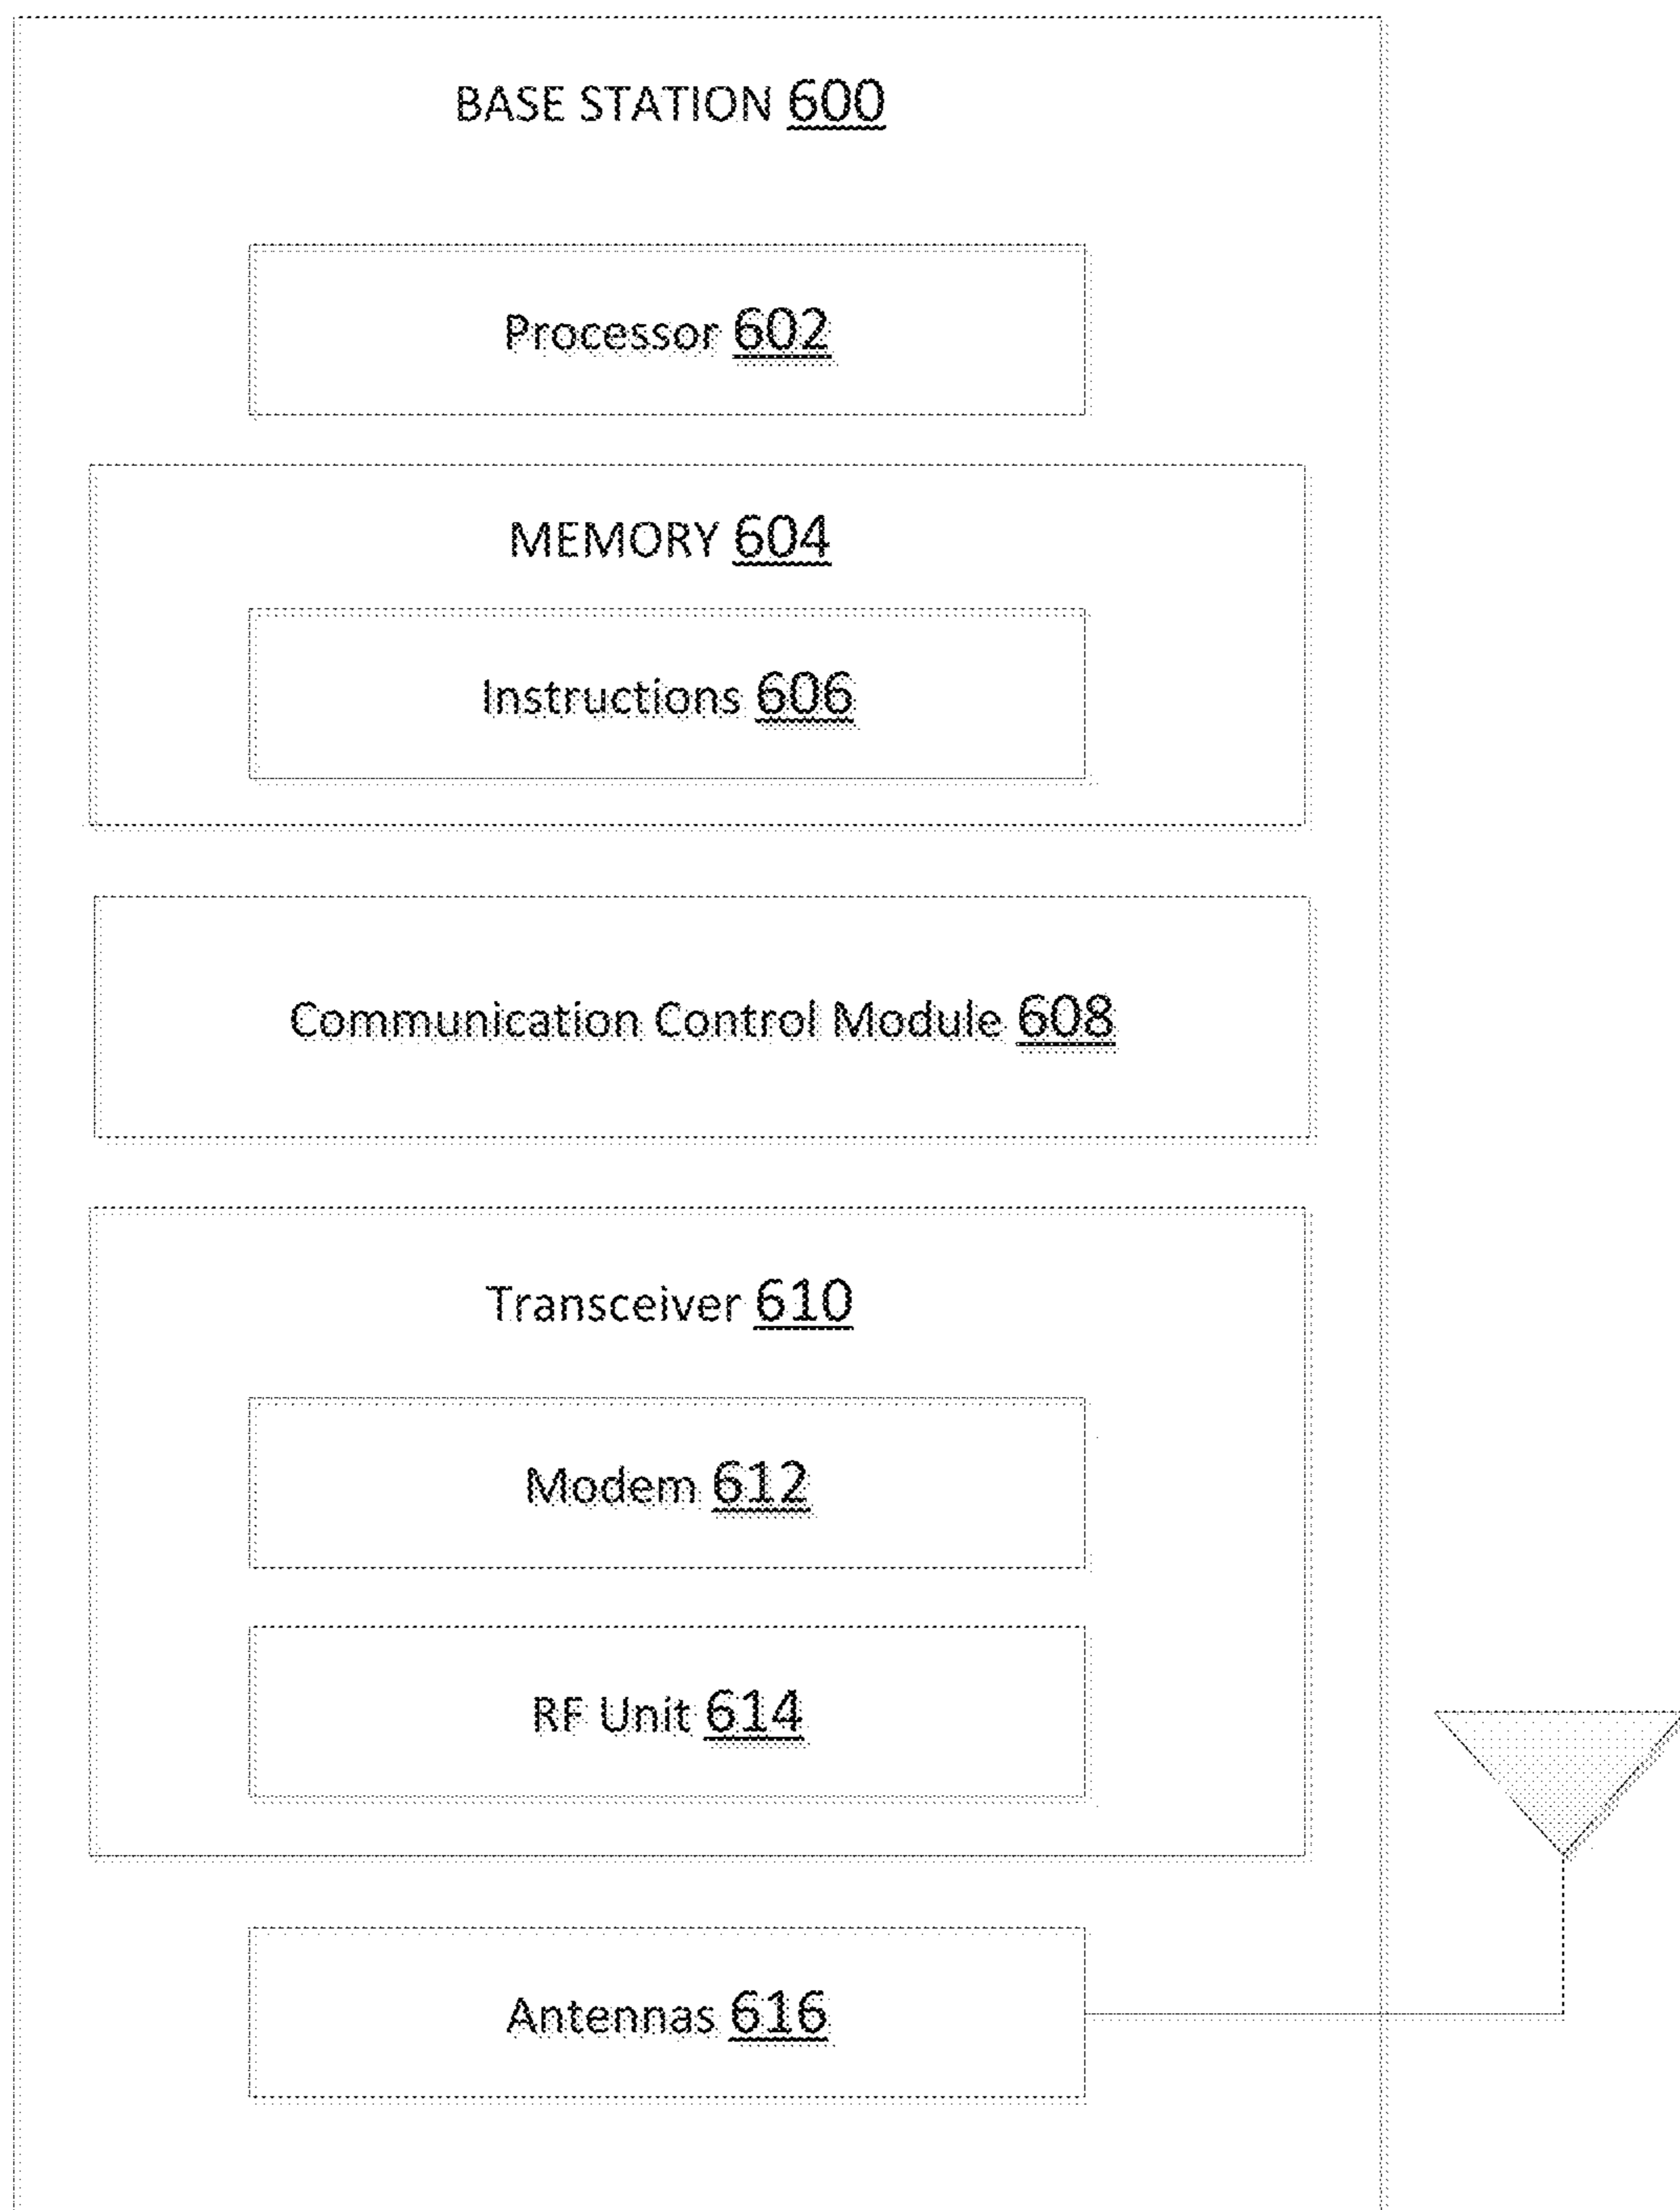 BASE STATION 600
Processor 602
MEMORY 604
Instructions 606
Communication Control Module 608
Transceiver 610
Modem 612
RF Unit 614
Antennas 616